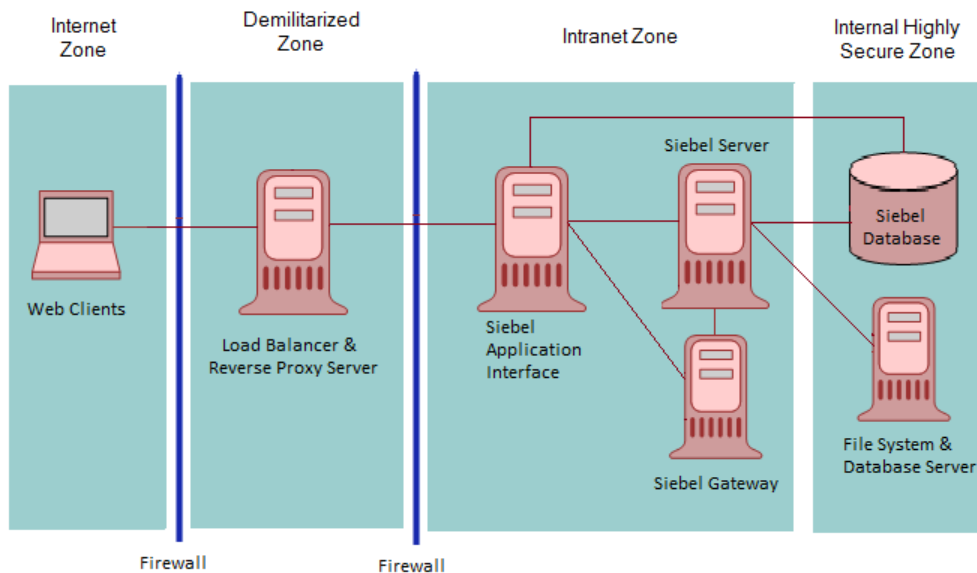 Internet
Zone
Demilitarized
Zone
Intranet Zone
Internal Highly
Secure Zone
Siebel Server
Siebel
Database
Web Clients
Load Balancer &
Reverse Proxy Server
Siebel
Application
Interface
Siebel Gateway
File System &
Database Server
Firewall
Firewall